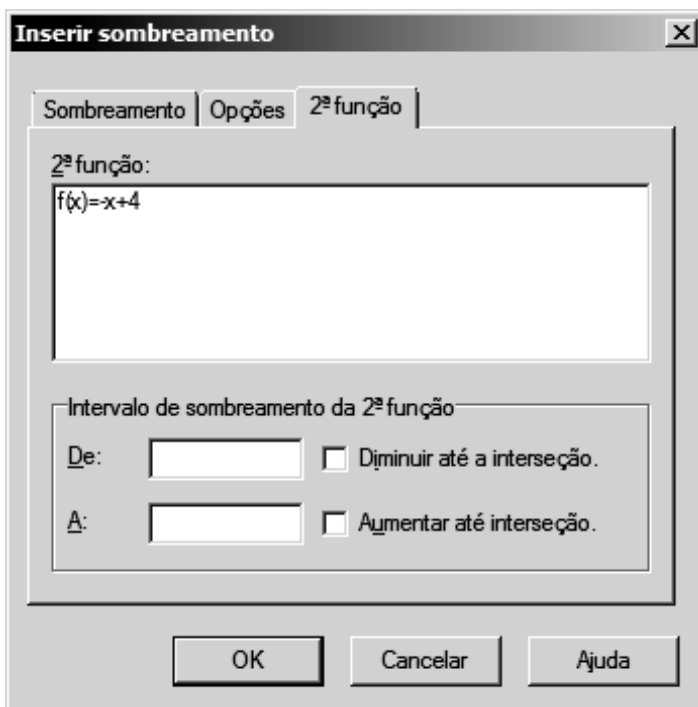 Inserir sombreamento
Sombreamento Opções 2ª função
2ª função:
f(x)=-x+4
Intervalo de sombreamento da 2ª função
De: Diminuir até a interseção.
A: Aumentar até interseção.
OK Cancelar Ajuda